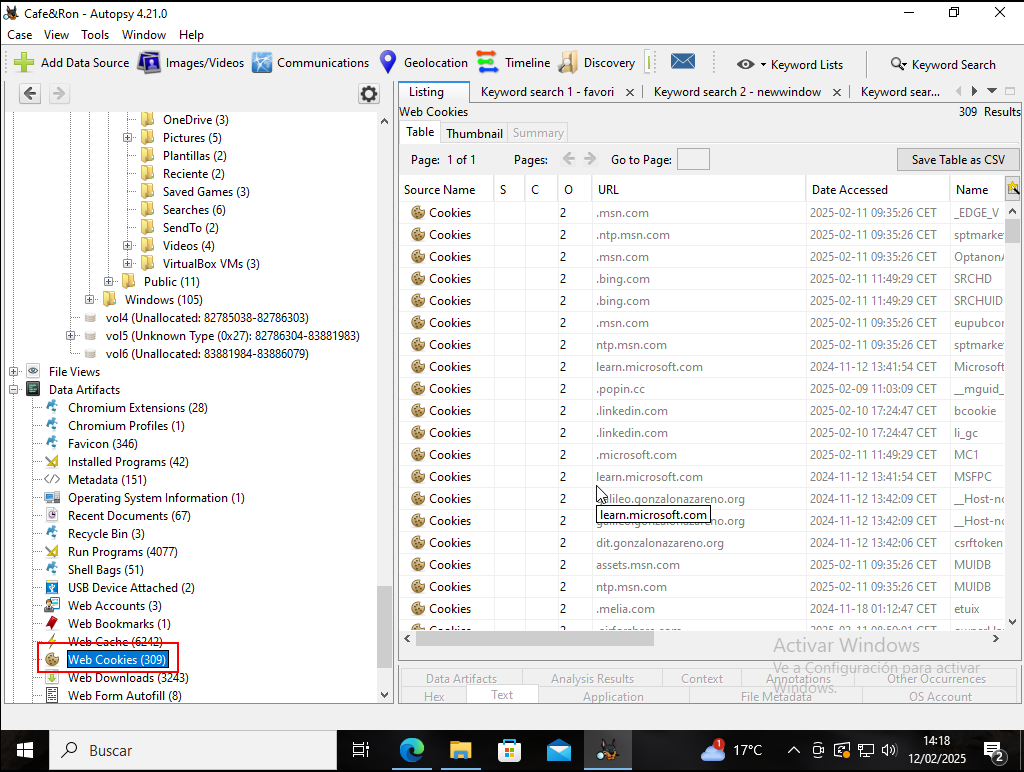 Cafe&Ron - Autopsy 4.21.0
Case View Tools Window Help
Add Data Source Images/Videos Communications Geolocation Timeline Discovery Keyword Lists Keyword Search
OneDrive (3)
Pictures (5)
Plantillas (2)
Reciente (2)
Saved Games (3)
Searches (6)
SendTo (2)
Videos (4)
VirtualBox VMs (3)
Public (11)
Windows (105)
vol4 (Unallocated: 82785038-82786303)
vol5 (Unknown Type (0x27): 82786304-83881983)
vol6 (Unallocated: 83881984-83886079)
File Views
Data Artifacts
Chromium Extensions (28)
Chromium Profiles (1)
Favicon (346)
Installed Programs (42)
Metadata (151)
Operating System Information (1)
Recent Documents (67)
Recycle Bin (3)
Run Programs (4077)
Shell Bags (51)
USB Device Attached (2)
Web Accounts (3)
Web Bookmarks (1)
Web Cache (6242)
Web Cookies (309)
Web Downloads (3243)
Web Form Autofill (8)
Listing Keyword search 1 - favori × Keyword search 2 - newwindow × Keyword sear...
Web Cookies 309 Results
Table Thumbnail Summary
Page: 1 of 1 Pages: Go to Page: Save Table as CSV
Source Name S C O URL Date Accessed Name
Cookies 2 .msn.com 2025-02-11 09:35:26 CET _EDGE_V
Cookies 2 .ntp.msn.com 2025-02-11 09:35:26 CET sptmarke
Cookies 2 .msn.com 2025-02-11 09:35:26 CET OptanonA
Cookies 2 .bing.com 2025-02-11 11:49:29 CET SRCHD
Cookies 2 .bing.com 2025-02-11 11:49:29 CET SRCHUID
Cookies 2 .msn.com 2025-02-11 09:35:26 CET eupubcon
Cookies 2 ntp.msn.com 2025-02-11 09:35:26 CET sptmarke
Cookies 2 learn.microsoft.com 2024-11-12 13:41:54 CET Microsoft
Cookies 2 .popin.cc 2025-02-09 11:03:09 CET __mguid_
Cookies 2 .linkedin.com 2025-02-10 17:24:47 CET bcookie
Cookies 2 .linkedin.com 2025-02-10 17:24:47 CET li_gc
Cookies 2 .microsoft.com 2025-02-11 11:49:29 CET MC1
Cookies 2 learn.microsoft.com 2024-11-12 13:41:54 CET MSFPC
Cookies 2 galileo.gonzalonazareno.org 2024-11-12 13:42:09 CET __Host-nc
learn.microsoft.com
Cookies 2 galileo.gonzalonazareno.org 2024-11-12 13:42:09 CET __Host-nc
Cookies 2 dit.gonzalonazareno.org 2024-11-12 13:42:06 CET csrftoken
Cookies 2 assets.msn.com 2025-02-11 09:35:26 CET MUIDB
Cookies 2 ntp.msn.com 2025-02-11 09:35:26 CET MUIDB
Cookies 2 .melia.com 2024-11-18 01:12:47 CET etuix
Activar Windows
Ve a Configuración para activar Windows.
Data Artifacts Analysis Results Context Annotations Other Occurrences
Hex Text Application File Metadata OS Account
Buscar 17°C 14:18
12/02/2025 2